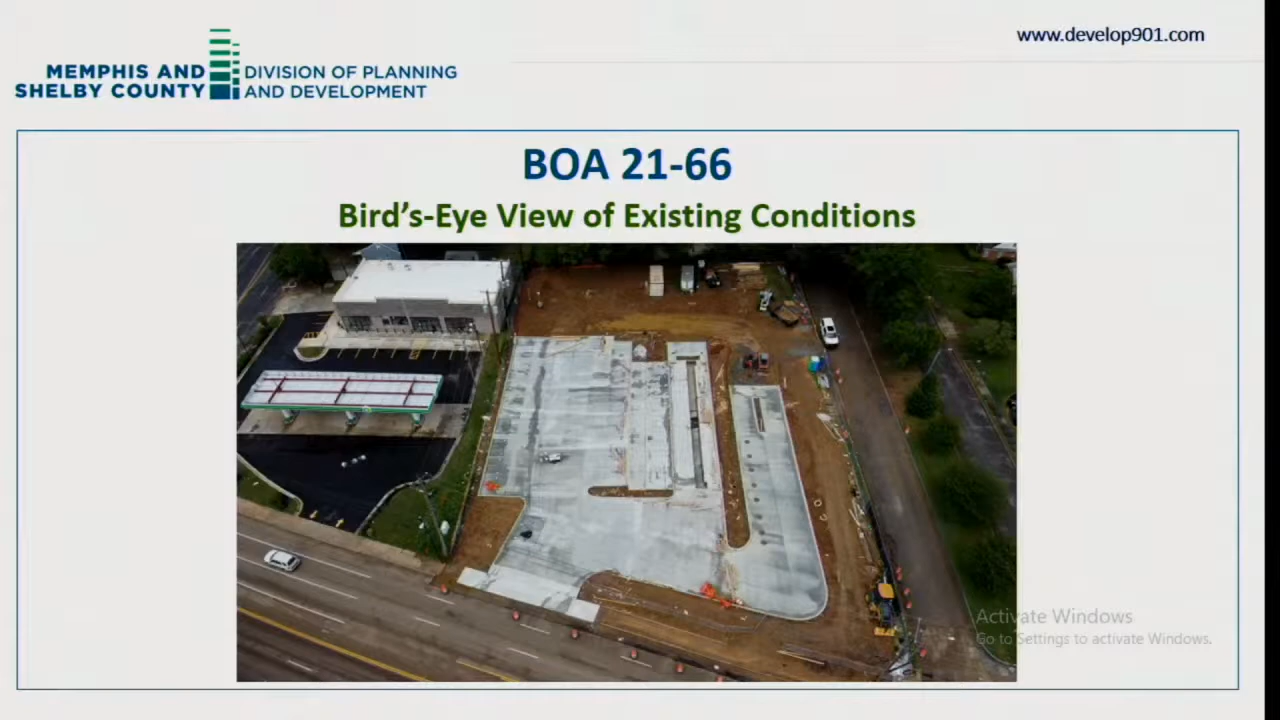 www.develop901.com
MEMPHIS AND
SHELBY COUNTY
DIVISION OF PLANNING
AND DEVELOPMENT
BOA 21-66
Bird's-Eye View of Existing Conditions
Activate Windows
Go to Settings to activate Windows.